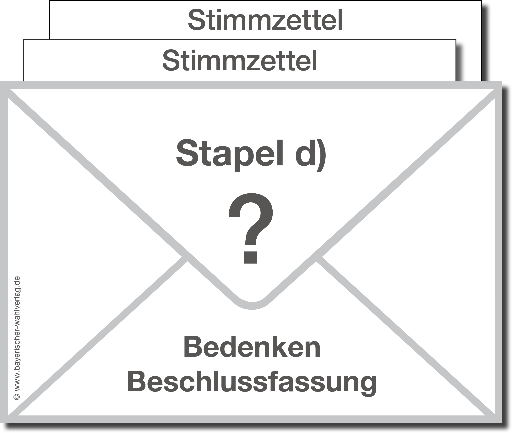 Stimmzettel
Stimmzettel
Stapel d)
?
Bedenken
Beschlussfassung
© www.bayerischer-wahlverlag.de